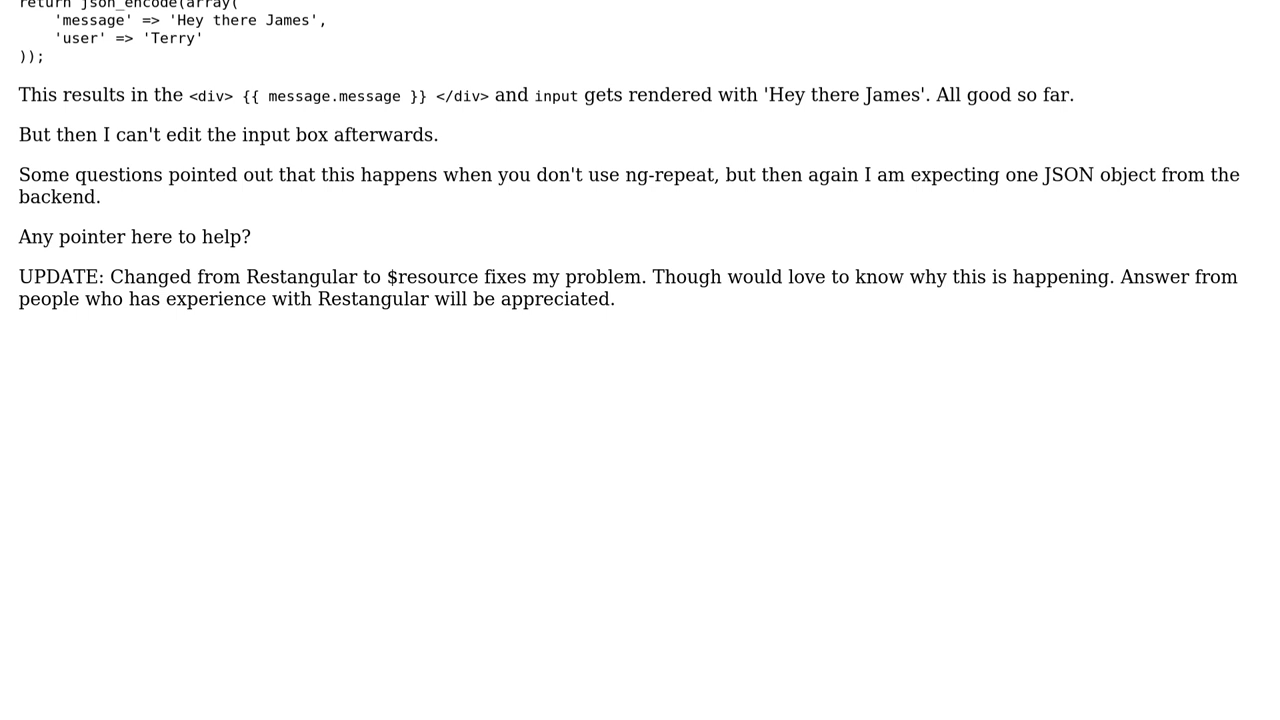 return json_encode(array(
    'message' => 'Hey there James',
    'user' => 'Terry'
));
This results in the <div> {{ message.message }} </div> and input gets rendered with 'Hey there James'. All good so far.
But then I can't edit the input box afterwards.
Some questions pointed out that this happens when you don't use ng-repeat, but then again I am expecting one JSON object from the
backend.
Any pointer here to help?
UPDATE: Changed from Restangular to $resource fixes my problem. Though would love to know why this is happening. Answer from
people who has experience with Restangular will be appreciated.